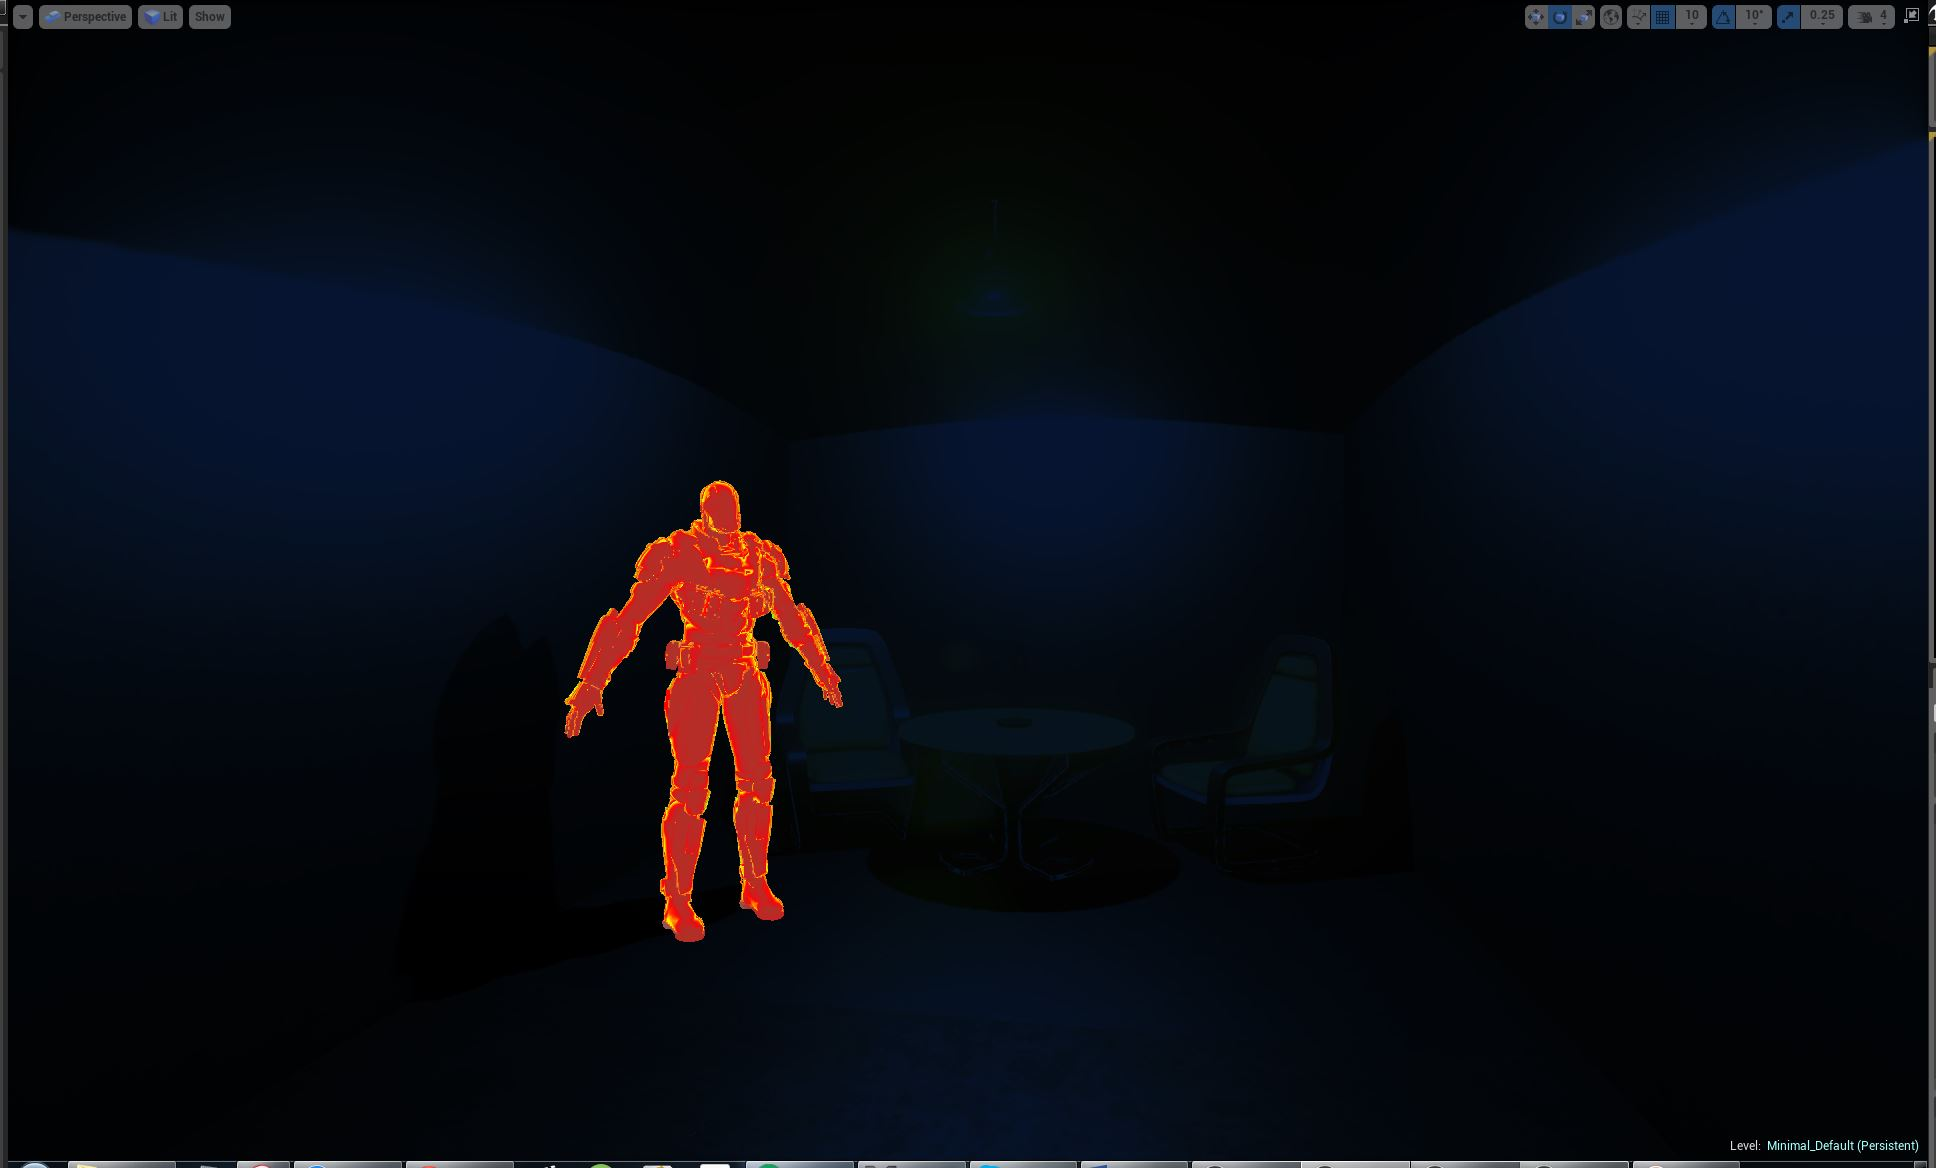 Perspective Lit Show 10 10° 0.25 4
Level: Minimal_Default (Persistent)